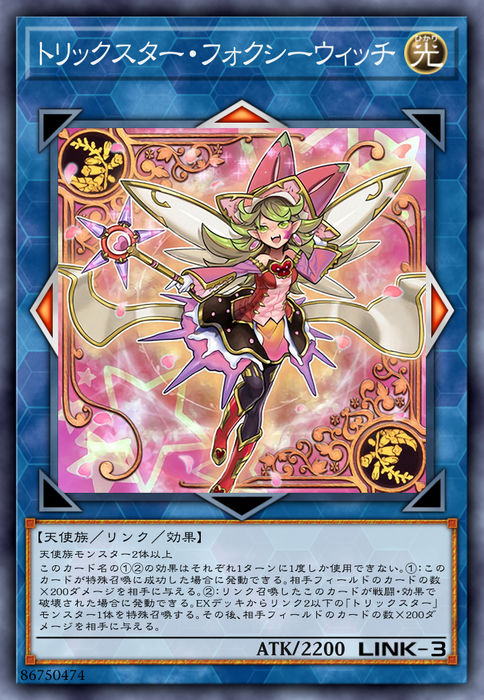 トリックスター・フォクシーウィッチ
ひかり
光
【天使族／リンク／効果】
天使族モンスター2体以上
このカード名の①②の効果はそれぞれ1ターンに1度しか使用できない。①：この
カードが特殊召喚に成功した場合に発動できる。相手フィールドのカードの数
×200ダメージを相手に与える。②：リンク召喚したこのカードが戦闘・効果で
破壊された場合に発動できる。EXデッキからリンク2以下の「トリックスター」
モンスター1体を特殊召喚する。その後、相手フィールドのカードの数×200ダ
メージを相手に与える。
ATK/2200 LINK-3
86750474